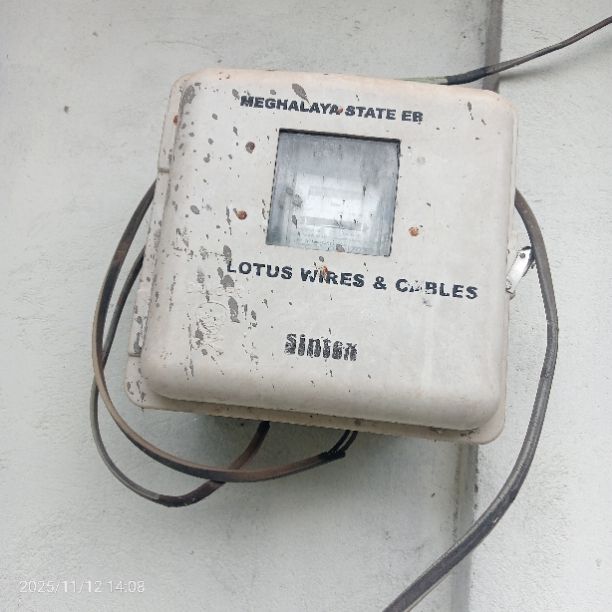 MEGHALAYA STATE EB
LOTUS WIRES & CABLES
Sintex
2025/11/12 14:08